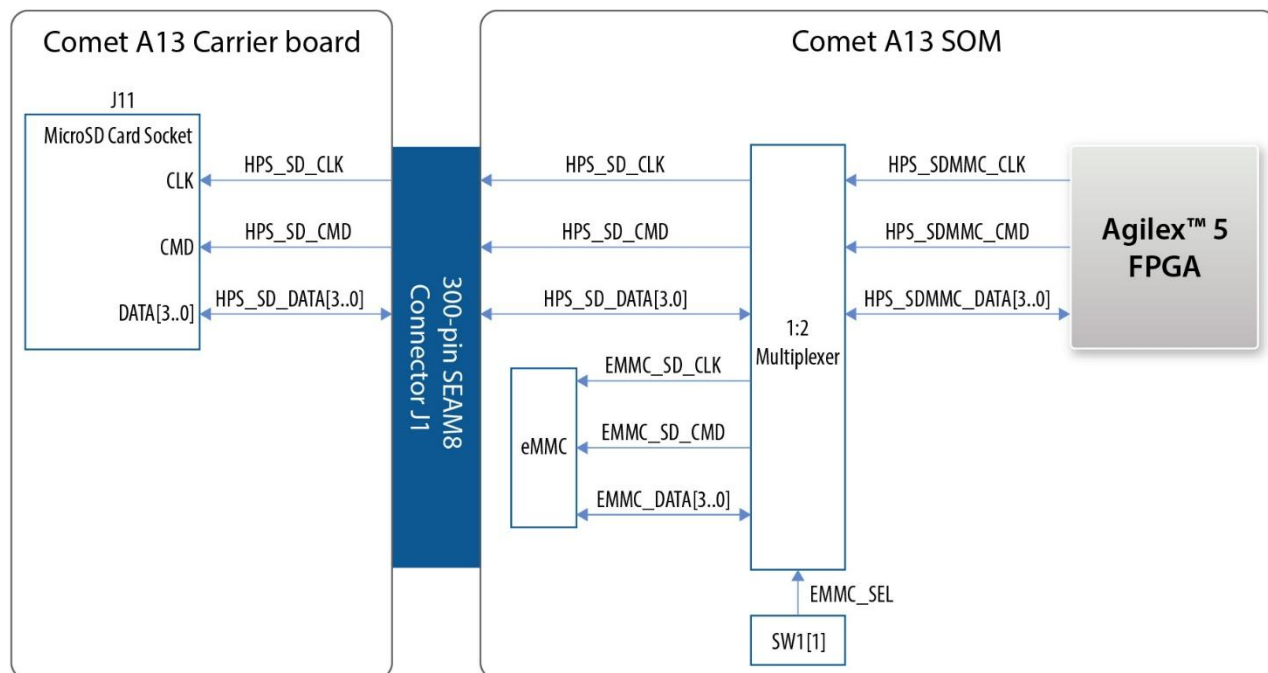 Comet A13 Carrier board
J11
MicroSD Card Socket
CLK
CMD
DATA[3..0]
HPS_SD_CLK
HPS_SD_CMD
HPS_SD_DATA[3..0]
300-pin SEAM8
Connector J1
Comet A13 SOM
HPS_SD_CLK
HPS_SD_CMD
HPS_SD_DATA[3.0]
eMMC
EMMC_SD_CLK
EMMC_SD_CMD
EMMC_DATA[3..0]
1:2
Multiplexer
HPS_SDMMC_CLK
HPS_SDMMC_CMD
HPS_SDMMC_DATA[3..0]
Agilex™ 5
FPGA
EMMC_SEL
SW1[1]